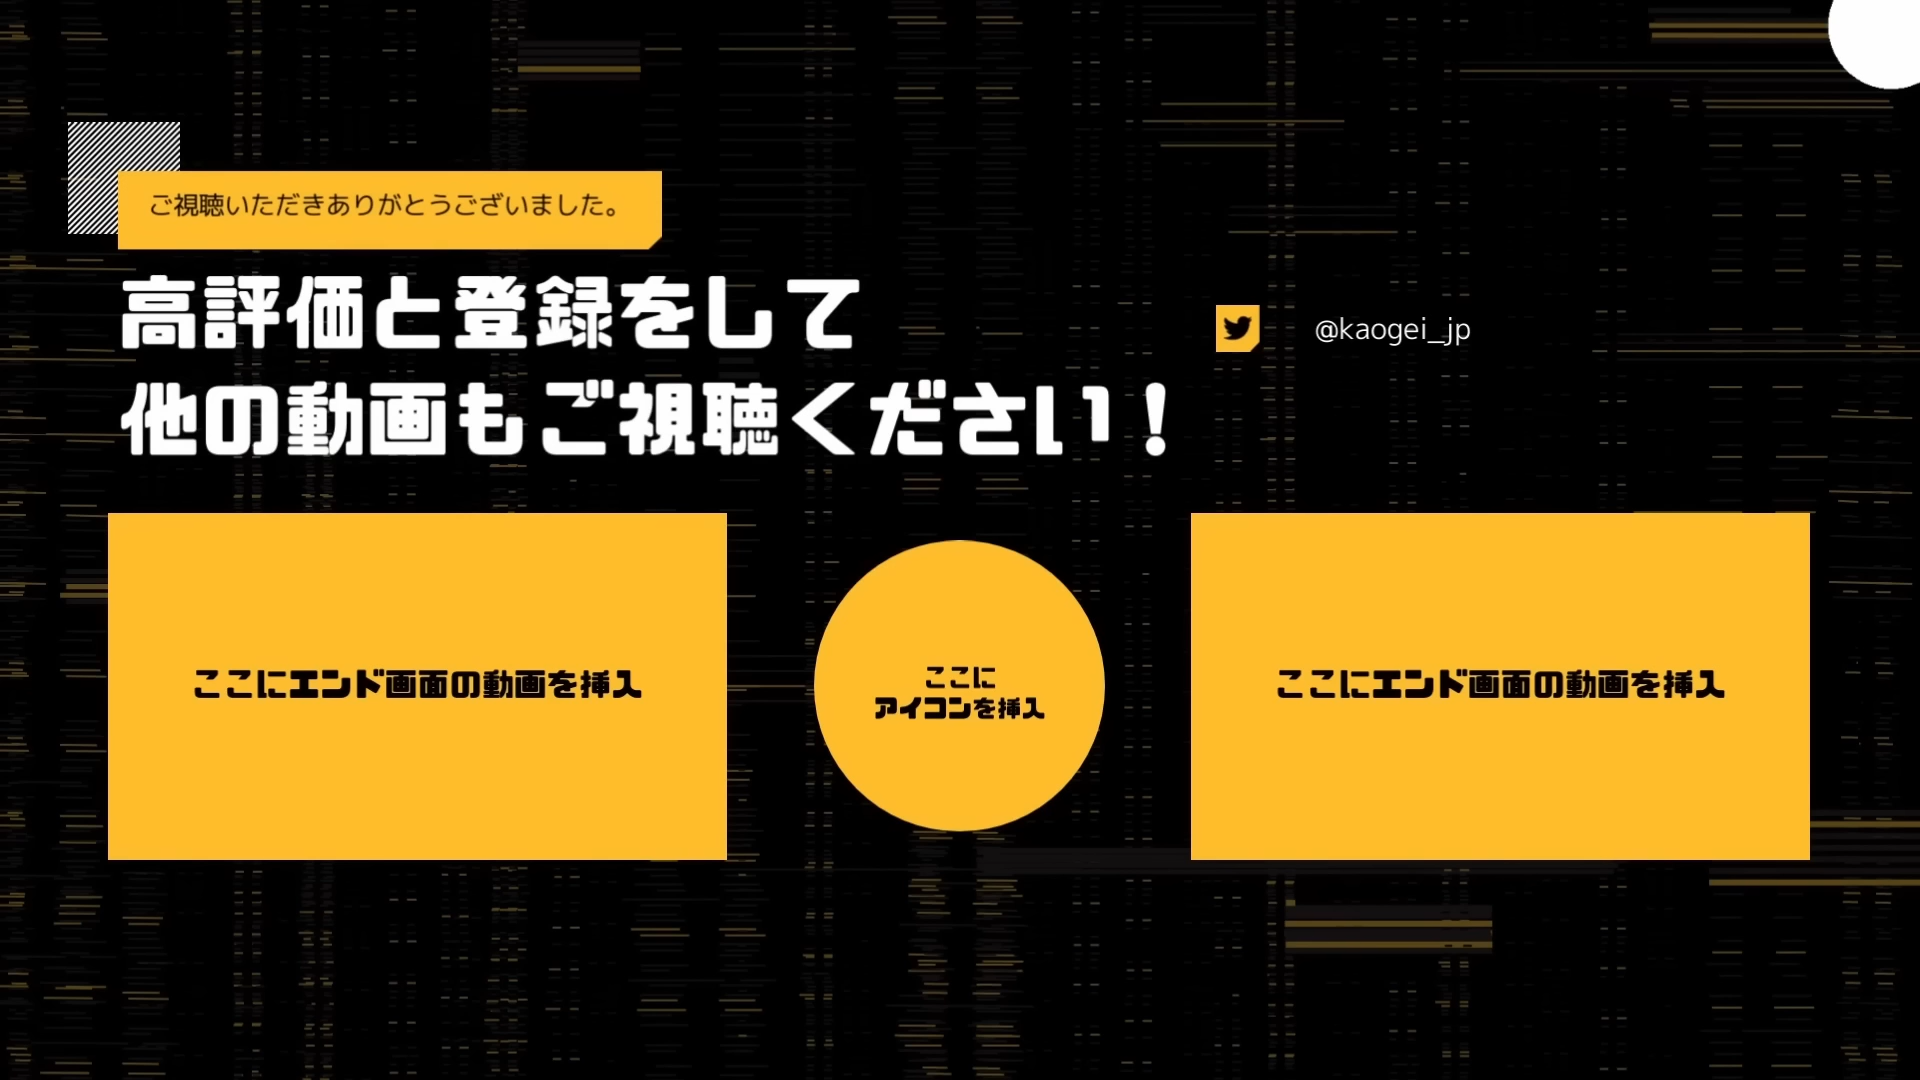 ご視聴いただきありがとうございました。
高評価と登録をして
他の動画もご視聴ください！
@kaogei_jp
ここにエンド画面の動画を挿入
ここに
アイコンを挿入
ここにエンド画面の動画を挿入